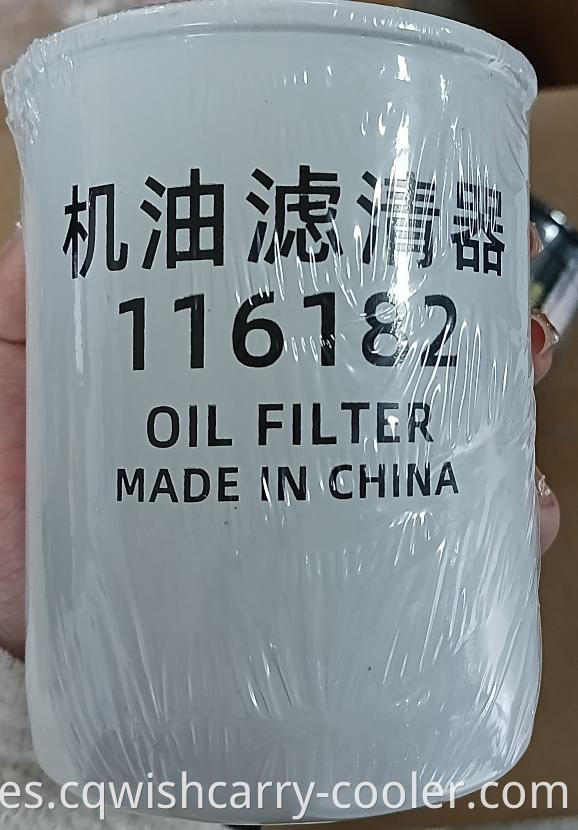 机油滤清器
116182
OIL FILTER
MADE IN CHINA
es.cqwishcarry-cooler.com